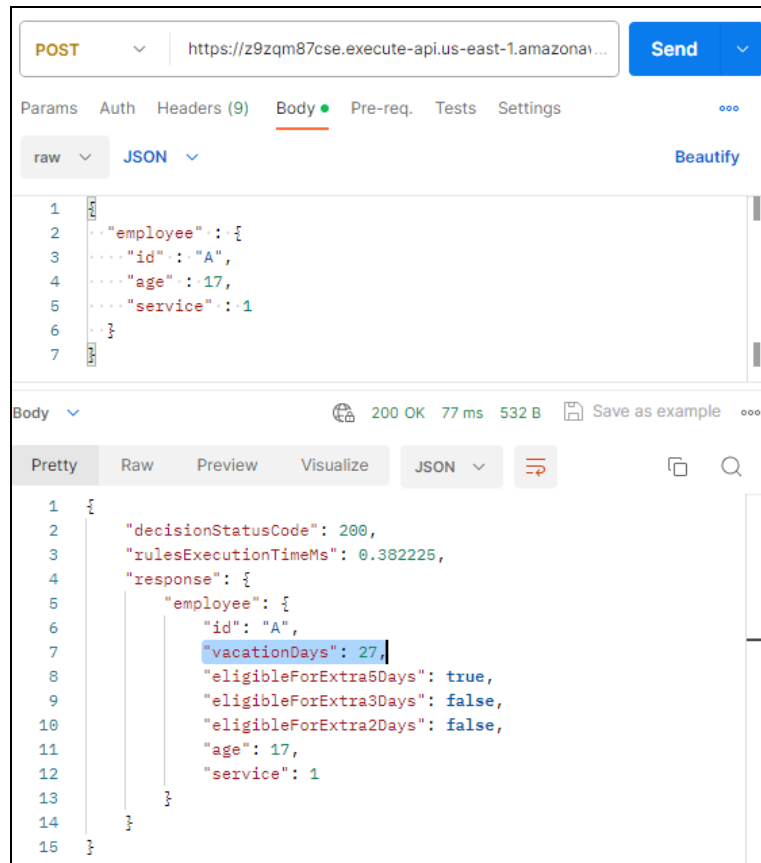 POST https://z9zqm87cse.execute-api.us-east-1.amazonav... Send
Params Auth Headers (9) Body Pre-req. Tests Settings
raw JSON Beautify
1 {
2 "employee" : {
3 "id" : "A",
4 "age" : 17,
5 "service" : 1
6 }
7 }
Body 200 OK 77 ms 532 B Save as example
Pretty Raw Preview Visualize JSON
1 {
2 "decisionStatusCode": 200,
3 "rulesExecutionTimeMs": 0.382225,
4 "response": {
5 "employee": {
6 "id": "A",
7 "vacationDays": 27,
8 "eligibleForExtra5Days": true,
9 "eligibleForExtra3Days": false,
10 "eligibleForExtra2Days": false,
11 "age": 17,
12 "service": 1
13 }
14 }
15 }